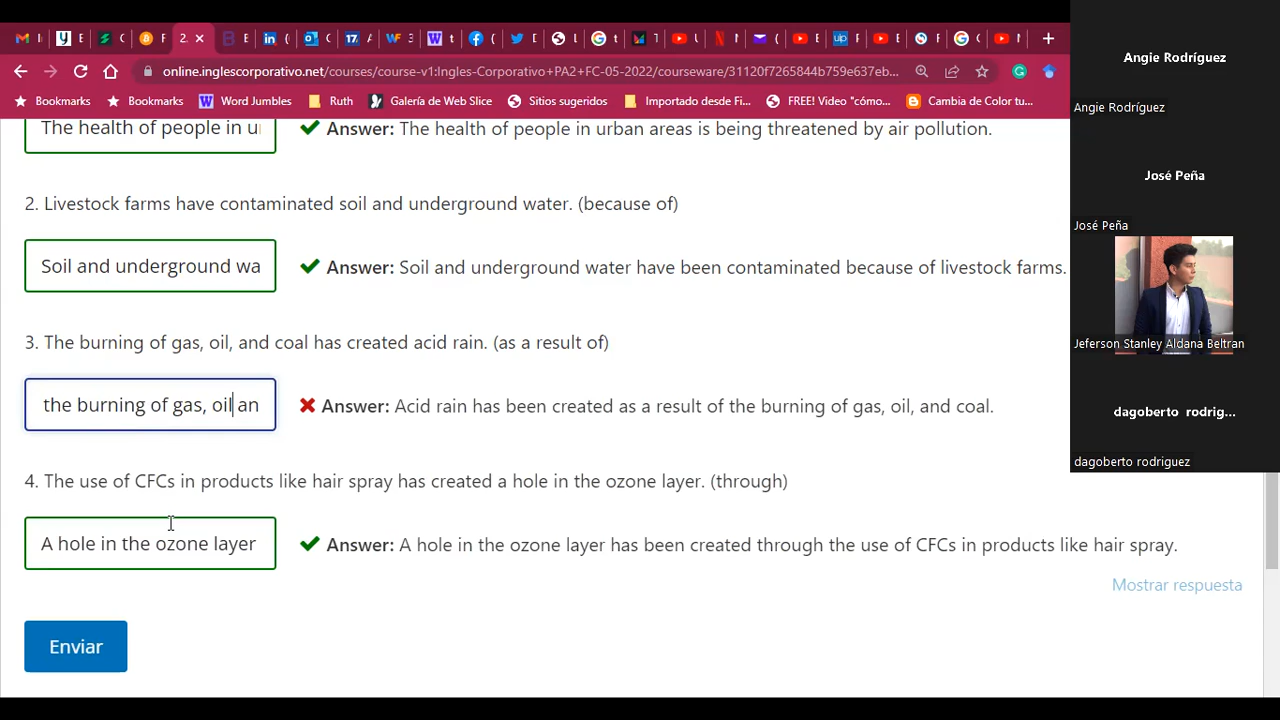 2.
17,
online.inglescorporativo.net/courses/course-v1:Ingles-Corporativo+PA2+FC-05-2022/courseware/31120f7265844b759e637eb...
Bookmarks Bookmarks Word Jumbles Ruth Galería de Web Slice Sitios sugeridos Importado desde Fi... FREE! Video "cómo... Cambia de Color tu...
The health of people in u
Answer: The health of people in urban areas is being threatened by air pollution.
2. Livestock farms have contaminated soil and underground water. (because of)
Soil and underground wa
Answer: Soil and underground water have been contaminated because of livestock farms.
3. The burning of gas, oil, and coal has created acid rain. (as a result of)
the burning of gas, oil an
Answer: Acid rain has been created as a result of the burning of gas, oil, and coal.
4. The use of CFCs in products like hair spray has created a hole in the ozone layer. (through)
A hole in the ozone layer
Answer: A hole in the ozone layer has been created through the use of CFCs in products like hair spray.
Mostrar respuesta
Enviar
Angie Rodríguez
Angie Rodríguez
José Peña
José Peña
Jeferson Stanley Aldana Beltran
dagoberto rodrig...
dagoberto rodriguez